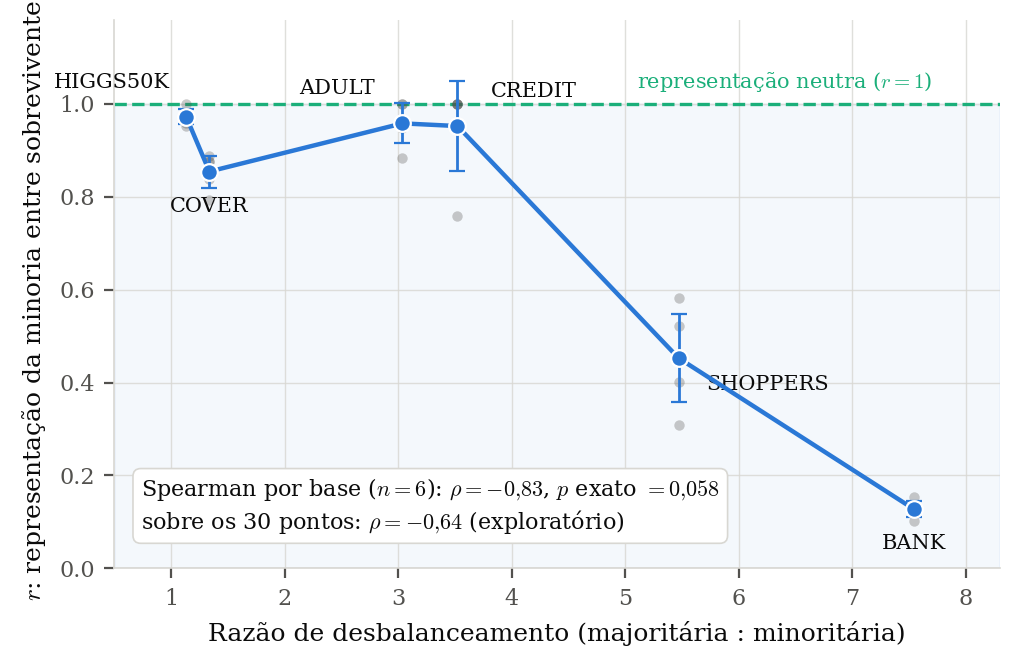 r: representação da minoria entre sobrevivente
HIGGS50K
ADULT
CREDIT
representação neutra (r = 1)
COVER
SHOPPERS
BANK
1.0
0.8
0.6
0.4
0.2
0.0
Spearman por base (n = 6): ρ = −0,83, p exato = 0,058
sobre os 30 pontos: ρ = −0,64 (exploratório)
1 2 3 4 5 6 7 8
Razão de desbalanceamento (majoritária : minoritária)